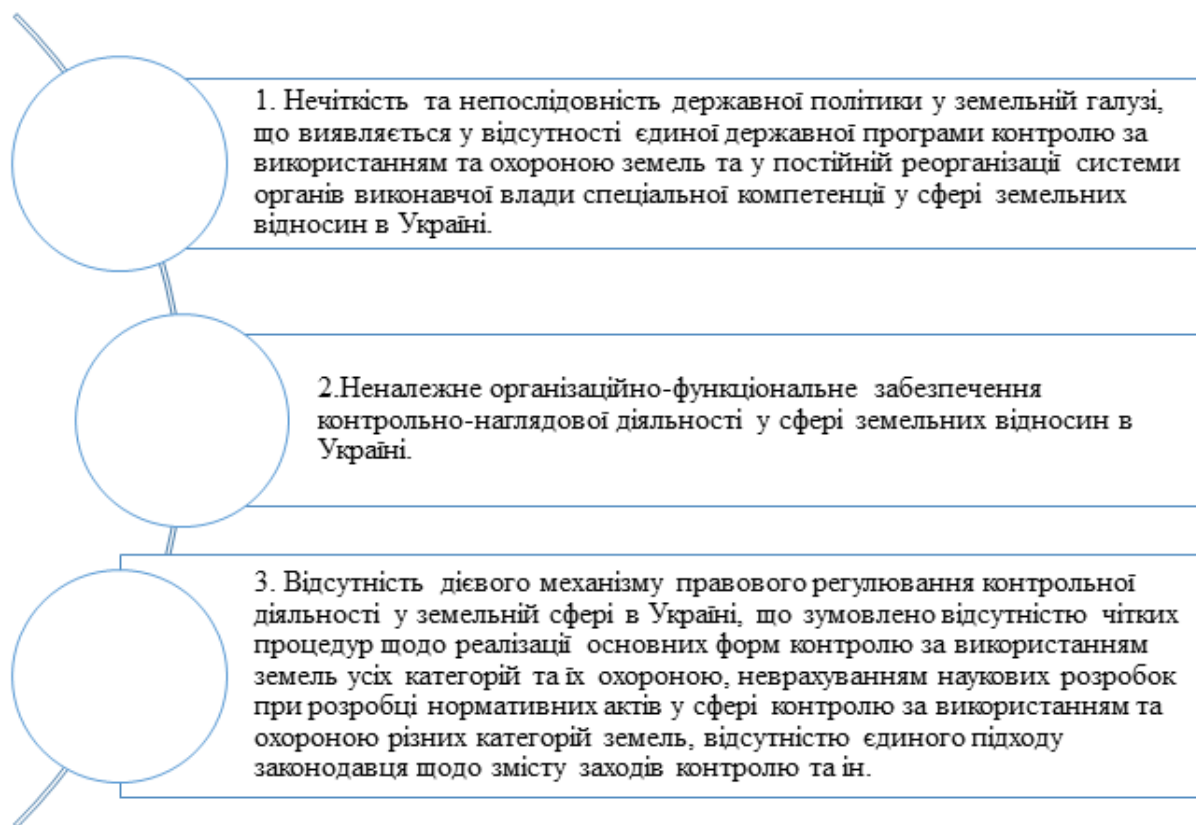 1. Нечіткість та непослідовність державної політики у земельній галузі,
що виявляється у відсутності єдиної державної програми контролю за
використанням та охороною земель та у постійній реорганізації системи
органів виконавчої влади спеціальної компетенції у сфері земельних
відносин в Україні.
2.Неналежне організаційно-функціональне забезпечення
контрольно-наглядової діяльності у сфері земельних відносин в
Україні.
3. Відсутність дієвого механізму правового регулювання контрольної
діяльності у земельній сфері в Україні, що зумовлено відсутністю чітких
процедур щодо реалізації основних форм контролю за використанням
земель усіх категорій та їх охороною, неврахуванням наукових розробок
при розробці нормативних актів у сфері контролю за використанням та
охороною різних категорій земель, відсутністю єдиного підходу
законодавця щодо змісту заходів контролю та ін.